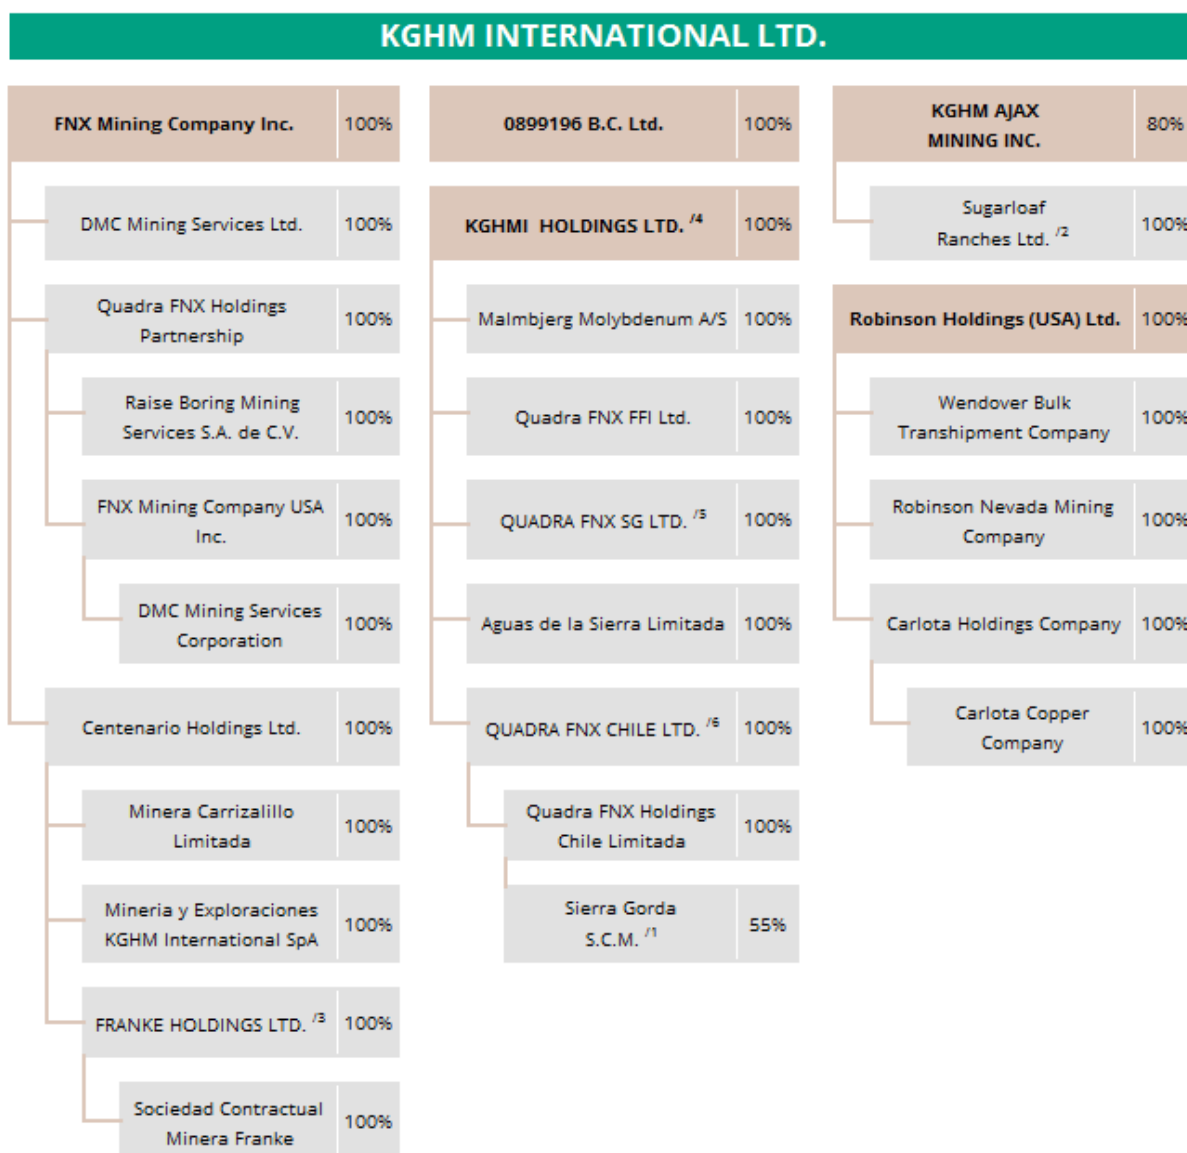 KGHM INTERNATIONAL LTD.
FNX Mining Company Inc. 100%
DMC Mining Services Ltd. 100%
Quadra FNX Holdings
Partnership
100%
Raise Boring Mining
Services S.A. de C.V.
100%
FNX Mining Company USA
Inc.
100%
DMC Mining Services
Corporation
100%
Centenario Holdings Ltd. 100%
Minera Carrizalillo
Limitada
100%
Mineria y Exploraciones
KGHM International SpA
100%
FRANKE HOLDINGS LTD. /3 100%
Sociedad Contractual
Minera Franke
100%
0899196 B.C. Ltd. 100%
KGHMI HOLDINGS LTD. /4 100%
Malmbjerg Molybdenum A/S 100%
Quadra FNX FFI Ltd. 100%
QUADRA FNX SG LTD. /5 100%
Aguas de la Sierra Limitada 100%
QUADRA FNX CHILE LTD. /6 100%
Quadra FNX Holdings
Chile Limitada
100%
Sierra Gorda
S.C.M. /1
55%
KGHM AJAX
MINING INC.
80%
Sugarloaf
Ranches Ltd. /2
100%
Robinson Holdings (USA) Ltd. 100%
Wendover Bulk
Transhipment Company
100%
Robinson Nevada Mining
Company
100%
Carlota Holdings Company 100%
Carlota Copper
Company
100%